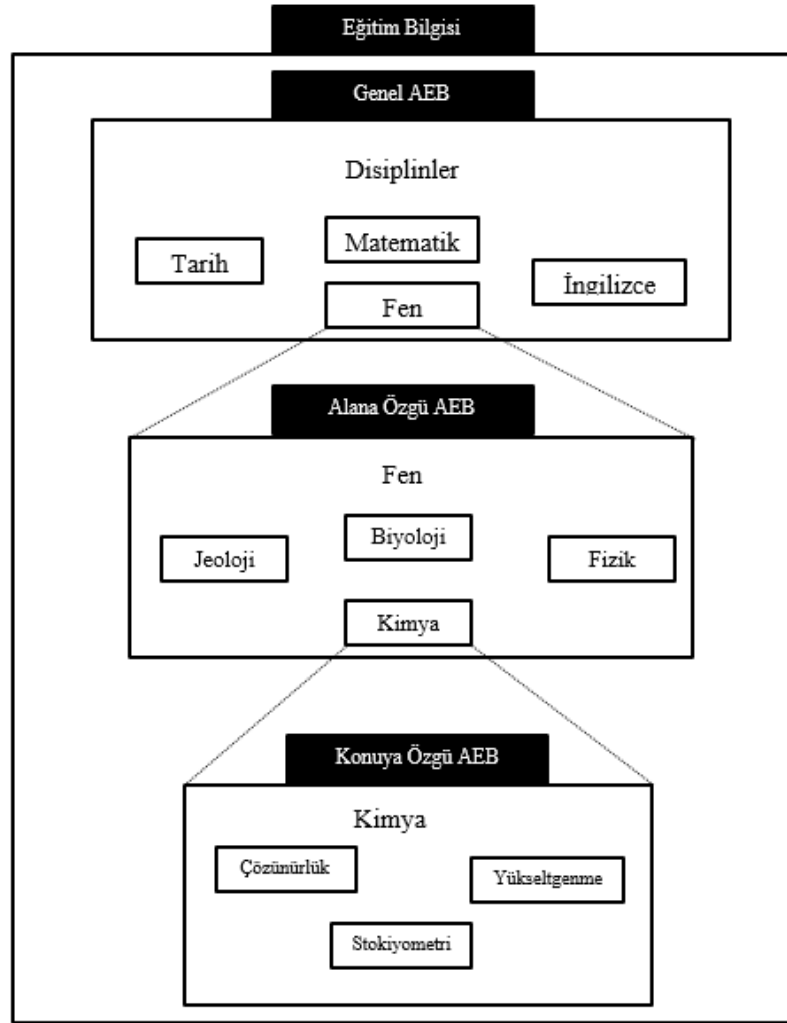 Eğitim Bilgisi
Genel AEB
Disiplinler
Tarih
Matematik
İngilizce
Fen
Alana Özgü AEB
Fen
Jeoloji
Biyoloji
Fizik
Kimya
Konuya Özgü AEB
Kimya
Çözünürlük
Yükseltgenme
Stokiyometri